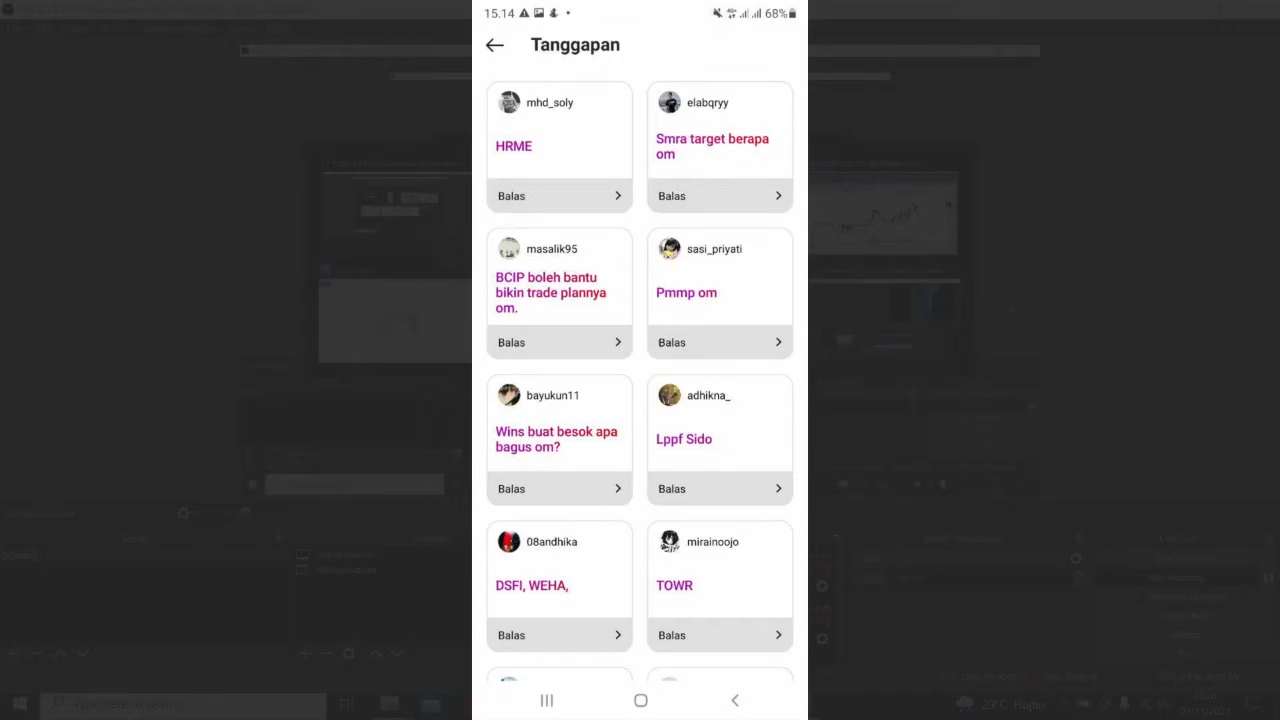 15.14
68%
Tanggapan
mhd_soly
HRME
Balas
elabqryy
Smra target berapa
om
Balas
masalik95
BCIP boleh bantu
bikin trade plannya
om.
Balas
sasi_priyati
Pmmp om
Balas
bayukun11
Wins buat besok apa
bagus om?
Balas
adhikna_
Lppf Sido
Balas
08andhika
DSFI, WEHA,
Balas
mirainoojo
TOWR
Balas